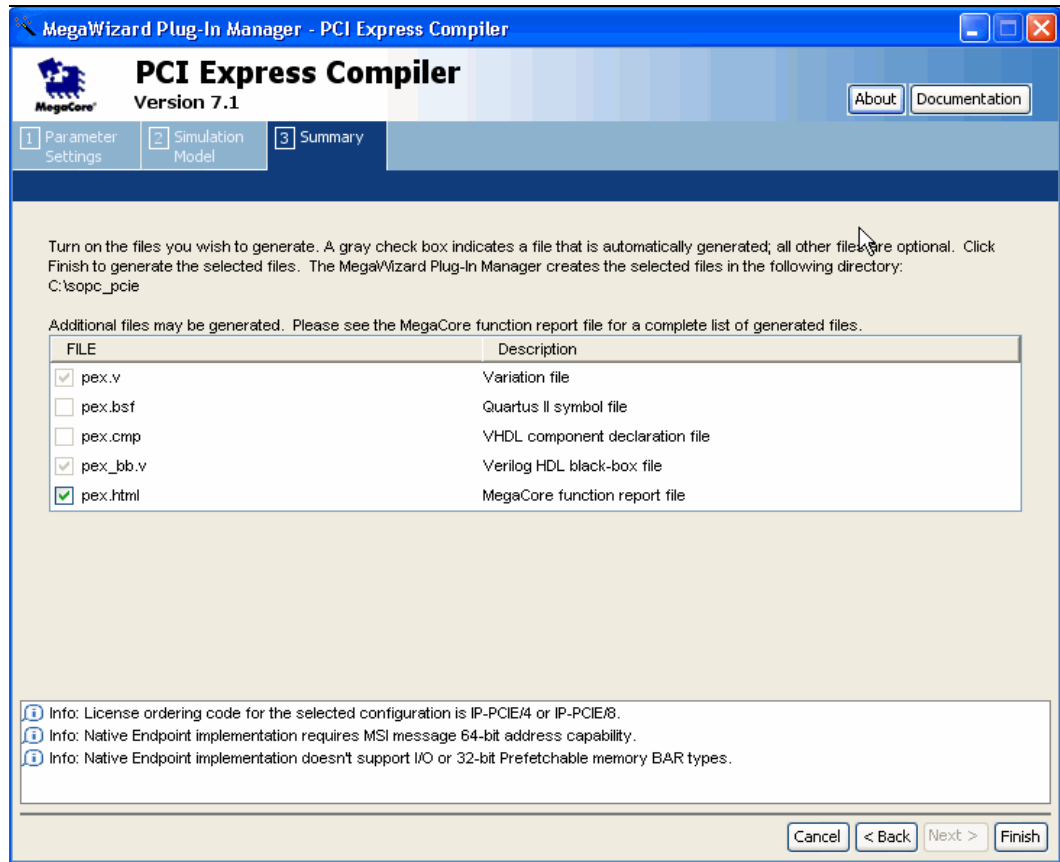 MegaWizard Plug-In Manager - PCI Express Compiler
PCI Express Compiler
Version 7.1
MegaCore®
About
Documentation
1 Parameter Settings
2 Simulation Model
3 Summary
Turn on the files you wish to generate. A gray check box indicates a file that is automatically generated; all other files are optional. Click
Finish to generate the selected files. The MegaWizard Plug-In Manager creates the selected files in the following directory:
C:\sopc_pcie
Additional files may be generated. Please see the MegaCore function report file for a complete list of generated files.
FILE Description
pex.v Variation file
pex.bsf Quartus II symbol file
pex.cmp VHDL component declaration file
pex_bb.v Verilog HDL black-box file
pex.html MegaCore function report file
Info: License ordering code for the selected configuration is IP-PCIE/4 or IP-PCIE/8.
Info: Native Endpoint implementation requires MSI message 64-bit address capability.
Info: Native Endpoint implementation doesn't support I/O or 32-bit Prefetchable memory BAR types.
Cancel < Back Next > Finish